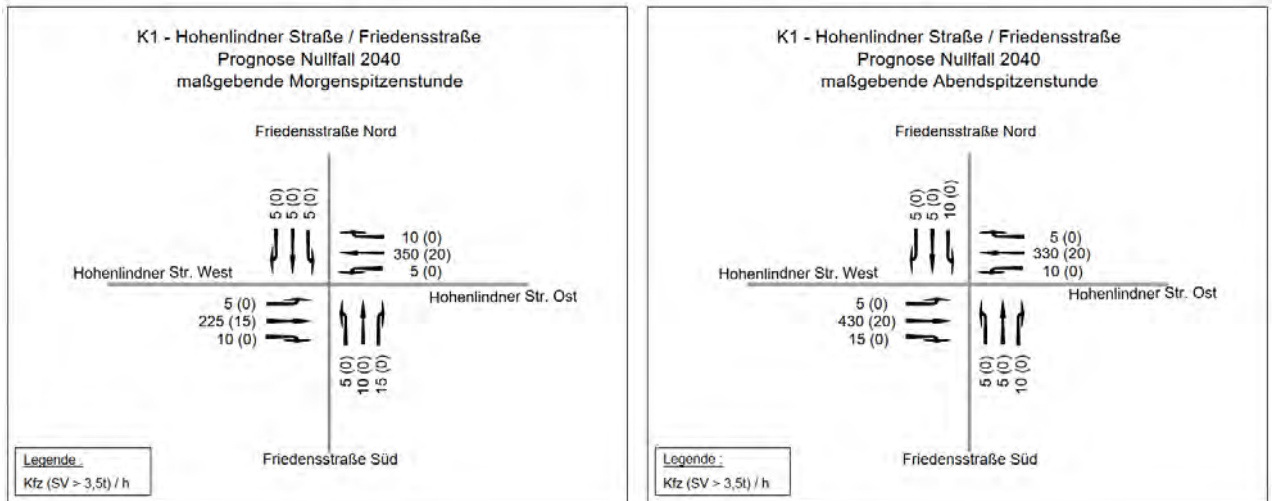 K1 - Hohenlindner Straße / Friedensstraße
Prognose Nullfall 2040
maßgebende Morgenspitzenstunde
Friedensstraße Nord
5 (0)
5 (0)
5 (0)
10 (0)
350 (20)
5 (0)
Hohenlindner Str. West
Hohenlindner Str. Ost
5 (0)
225 (15)
10 (0)
5 (0)
10 (0)
15 (0)
Friedensstraße Süd
Legende :
Kfz (SV > 3,5t) / h
K1 - Hohenlindner Straße / Friedensstraße
Prognose Nullfall 2040
maßgebende Abendspitzenstunde
Friedensstraße Nord
5 (0)
5 (0)
10 (0)
5 (0)
330 (20)
10 (0)
Hohenlindner Str. West
Hohenlindner Str. Ost
5 (0)
430 (20)
15 (0)
5 (0)
5 (0)
10 (0)
Friedensstraße Süd
Legende :
Kfz (SV > 3,5t) / h